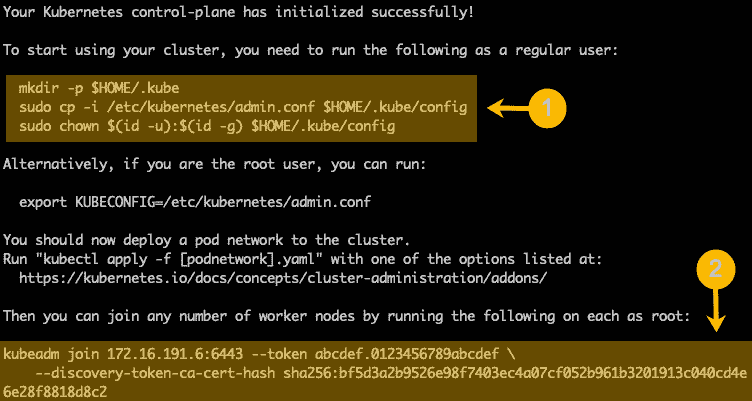 Your Kubernetes control-plane has initialized successfully!
To start using your cluster, you need to run the following as a regular user:
mkdir -p $HOME/.kube
sudo cp -i /etc/kubernetes/admin.conf $HOME/.kube/config
1
sudo chown $(id -u):$(id -g) $HOME/.kube/config
Alternatively, if you are the root user, you can run:
export KUBECONFIG=/etc/kubernetes/admin.conf
You should now deploy a pod network to the cluster.
Run "kubectl apply -f [podnetwork].yaml" with one of the options listed at:
2
https://kubernetes.io/docs/concepts/cluster-administration/addons/
Then you can join any number of worker nodes by running the following on each as root:
kubeadm join 172.16.191.6:6443 --token abcdef.0123456789abcdef \
--discovery-token-ca-cert-hash sha256:bf5d3a2b9526e98f7403ec4a07cf052b961b3201913c040cd4e
6e28f8818d8c2